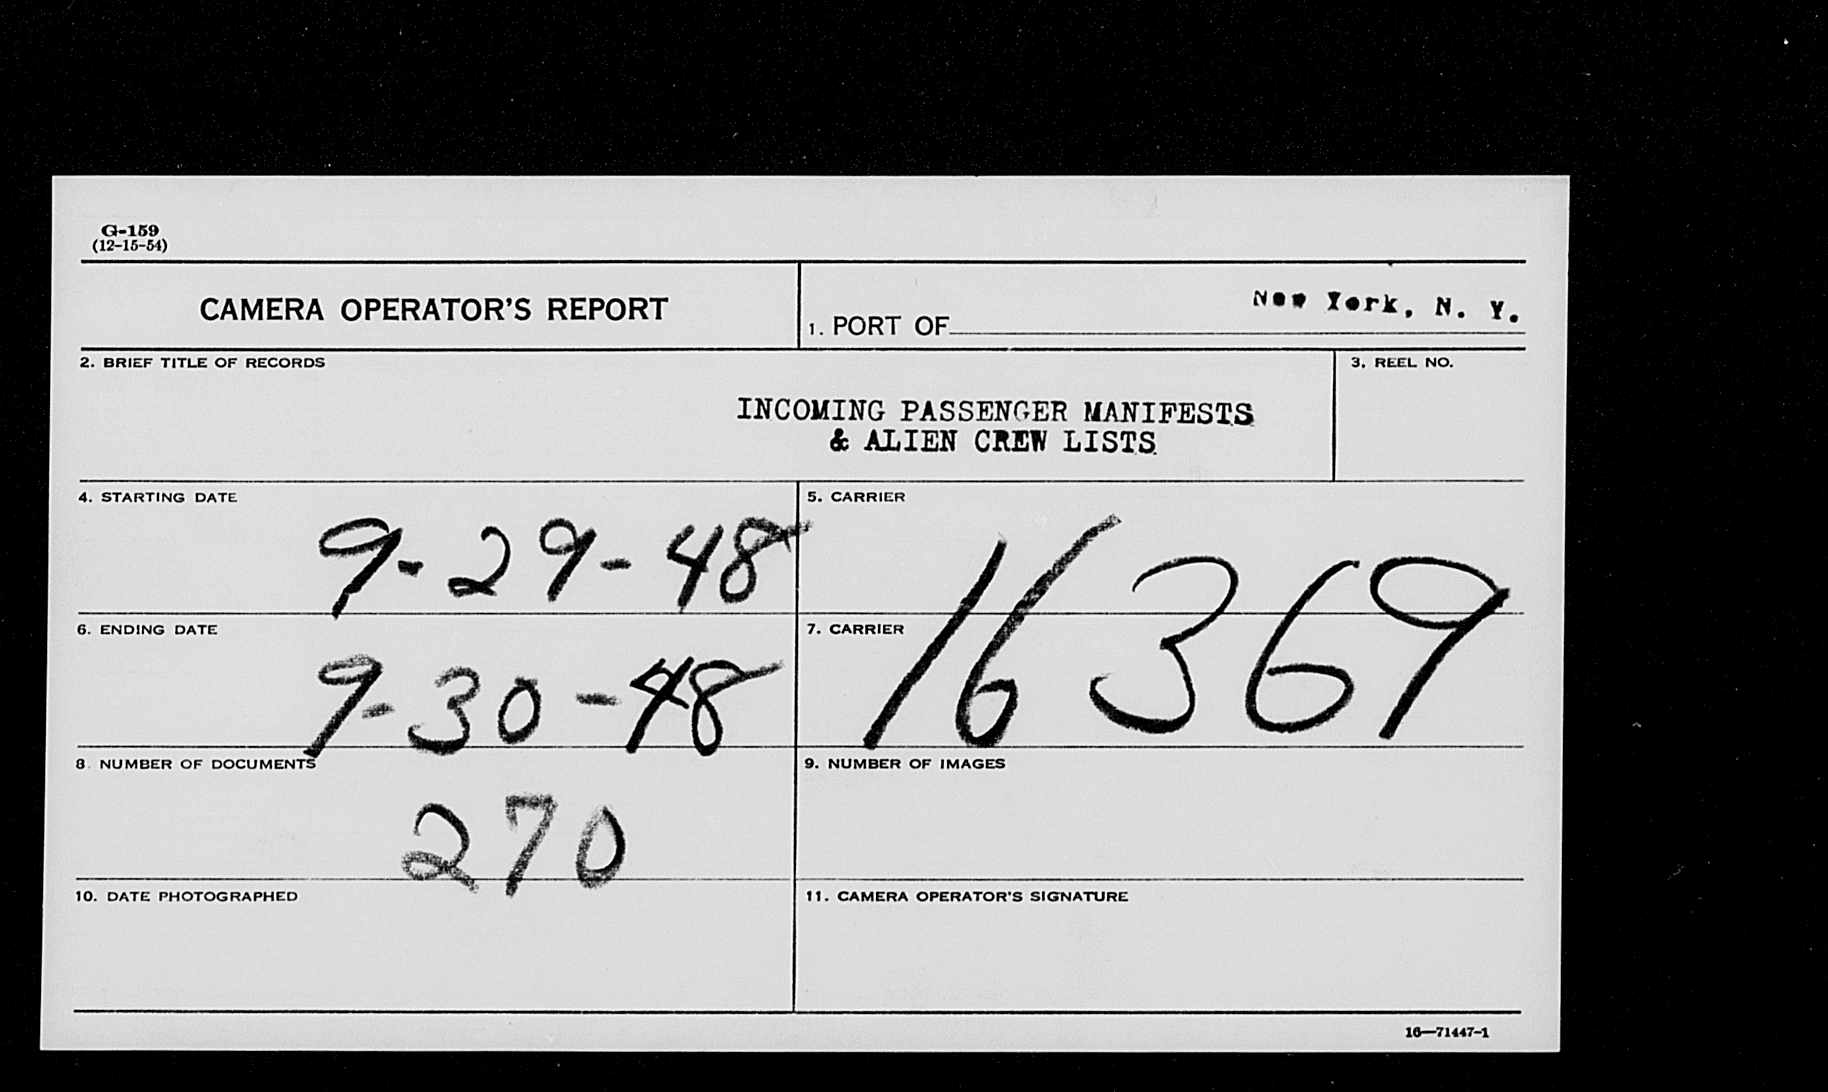 G-159
(12-15-54)
CAMERA OPERATOR'S REPORT
1. PORT OF New York, N. Y.
2. BRIEF TITLE OF RECORDS
INCOMING PASSENGER MANIFESTS
& ALIEN CREW LISTS
3. REEL NO.
4. STARTING DATE
9-29-48
5. CARRIER
16369
6. ENDING DATE
9-30-48
7. CARRIER
8. NUMBER OF DOCUMENTS
270
9. NUMBER OF IMAGES
10. DATE PHOTOGRAPHED
11. CAMERA OPERATOR'S SIGNATURE
16—71447-1